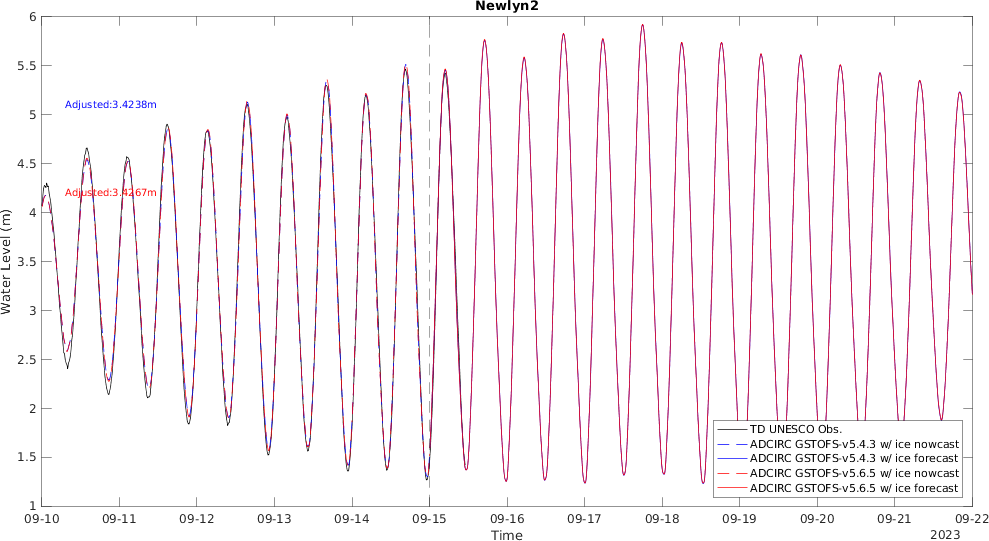 Newlyn2
6
5.5
5
4.5
4
3.5
3
2.5
2
1.5
1
Water Level (m)
Adjusted:3.4238m
Adjusted:3.4267m
TD UNESCO Obs.
ADCIRC GSTOFS-v5.4.3 w/ ice nowcast
ADCIRC GSTOFS-v5.4.3 w/ ice forecast
ADCIRC GSTOFS-v5.6.5 w/ ice nowcast
ADCIRC GSTOFS-v5.6.5 w/ ice forecast
09-10 09-11 09-12 09-13 09-14 09-15 09-16 09-17 09-18 09-19 09-20 09-21 09-22
Time
2023